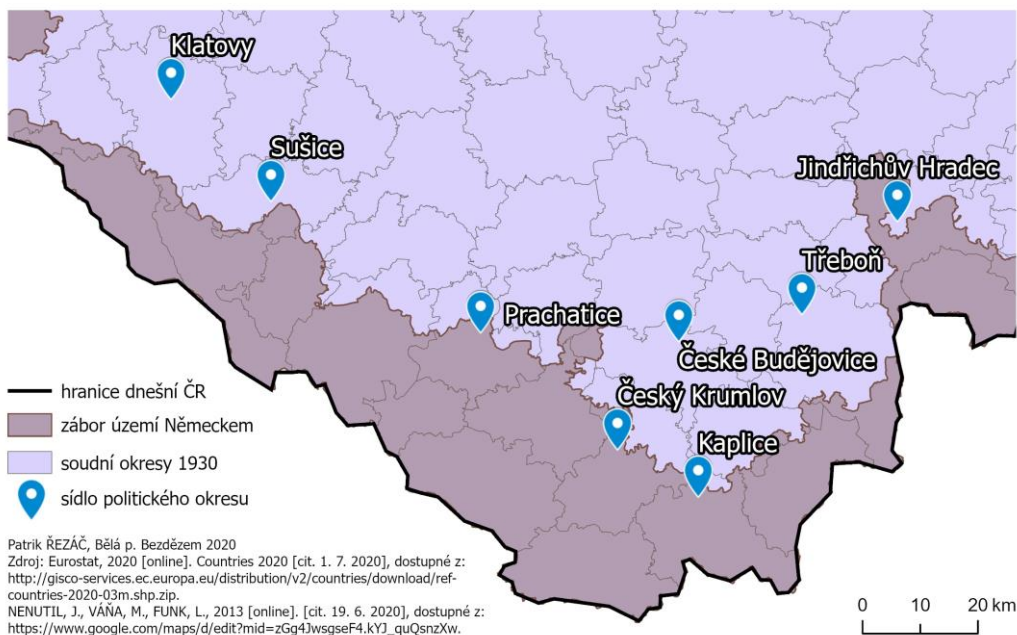 Klatovy
Sušice
Jindřichův Hradec
Třeboň
Prachatice
České Budějovice
Český Krumlov
Kaplice
hranice dnešní ČR
zábor území Německem
soudní okresy 1930
sídlo politického okresu
Patrik ŘEZÁČ, Bělá p. Bezdězem 2020
Zdroj: Eurostat, 2020 [online]. Countries 2020 [cit. 1. 7. 2020], dostupné z:
http://gisco-services.ec.europa.eu/distribution/v2/countries/download/ref-
countries-2020-03m.shp.zip.
NENUTIL, J., VÁŇA, M., FUNK, L., 2013 [online]. [cit. 19. 6. 2020], dostupné z:
https://www.google.com/maps/d/edit?mid=zGg4JwsgseF4.kYJ_quQsnzXw.
0 10 20 km